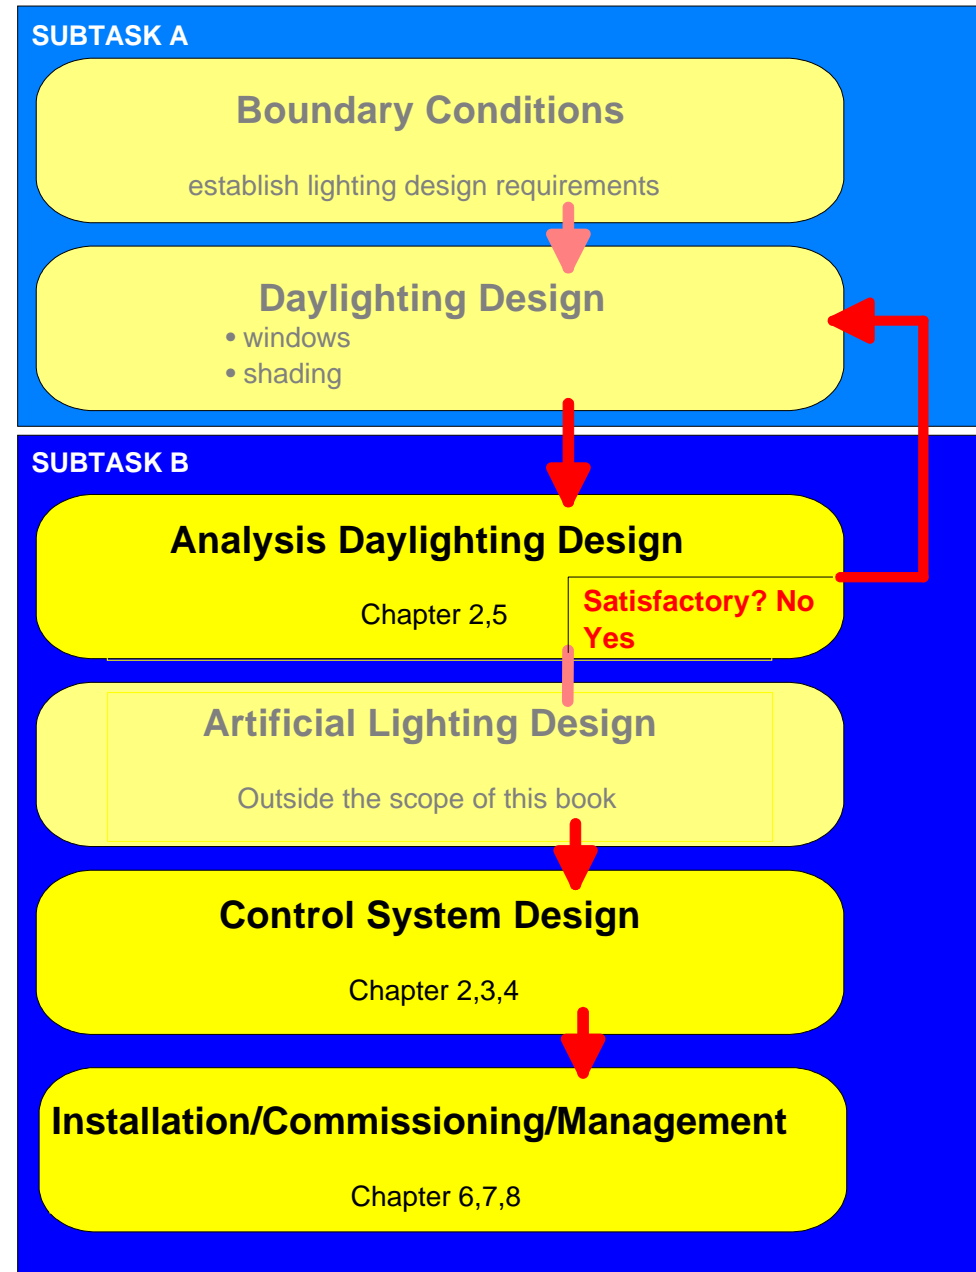 SUBTASK A
Boundary Conditions
establish lighting design requirements
Daylighting Design
• windows
• shading
SUBTASK B
Analysis Daylighting Design
Chapter 2,5
Satisfactory? No
Yes
Artificial Lighting Design
Outside the scope of this book
Control System Design
Chapter 2,3,4
Installation/Commissioning/Management
Chapter 6,7,8